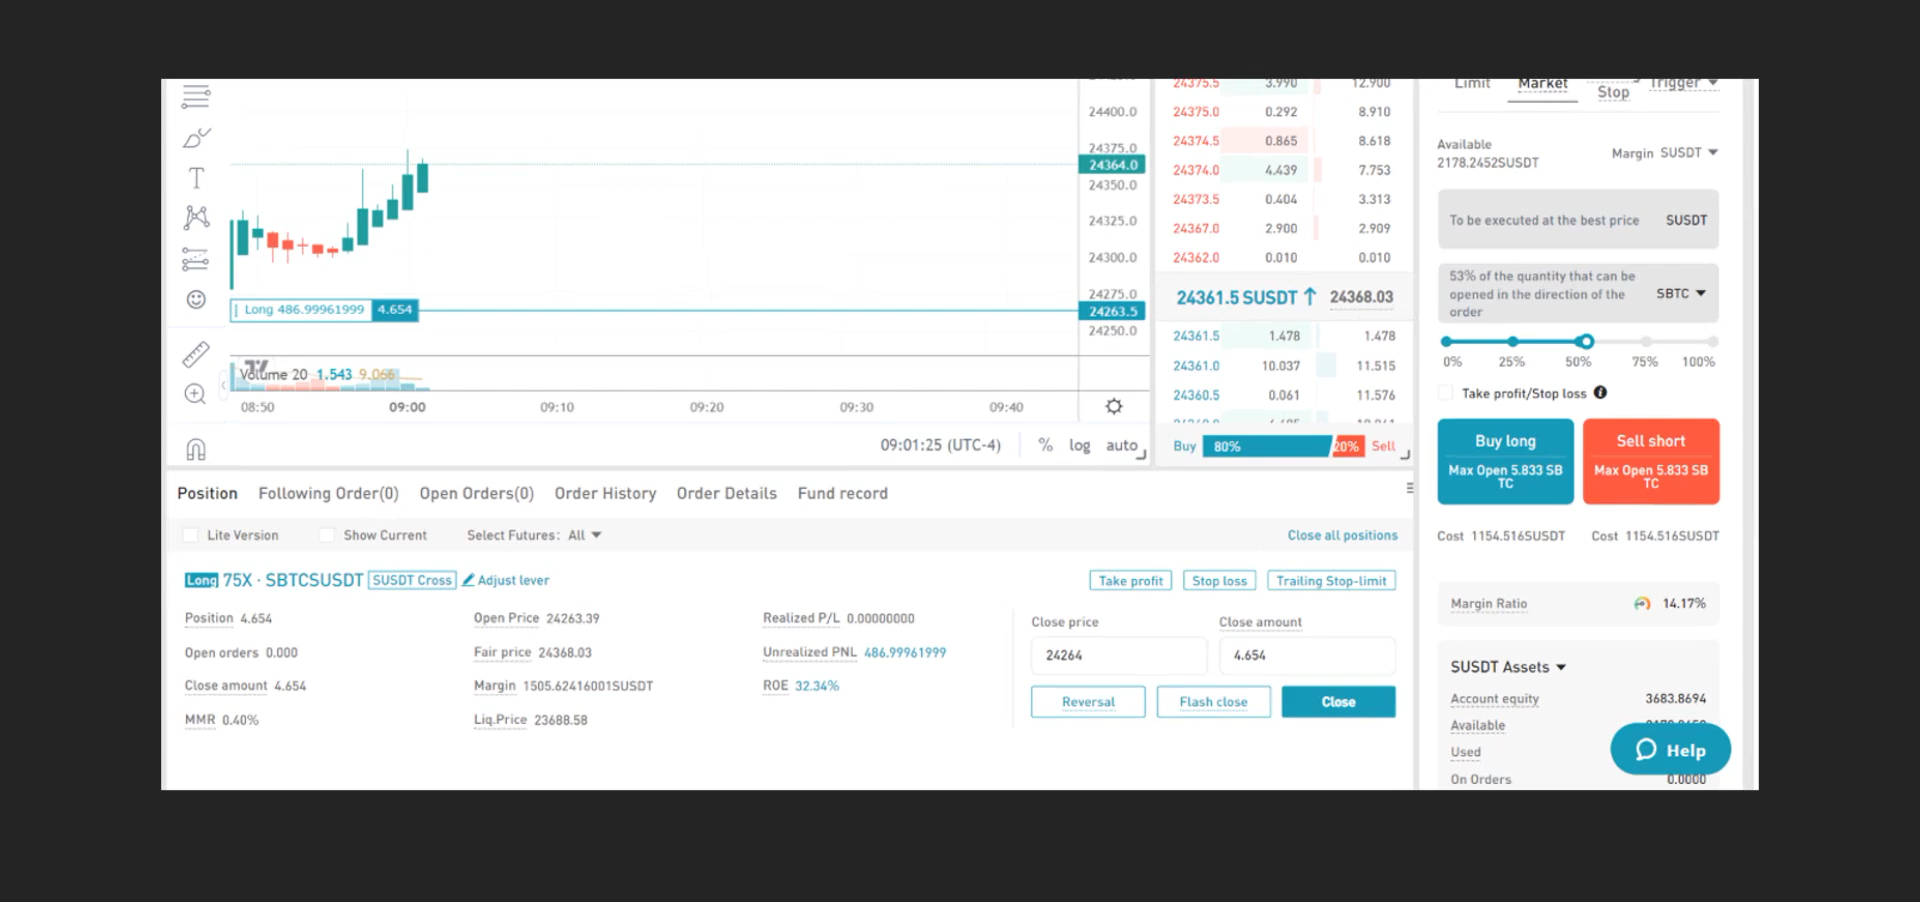 24400.0
24375.0
24364.0
24350.0
24325.0
24300.0
24275.0
24263.5
24250.0
T
Long 486.99961999 4.654
Volume 20 1.543 9.066
08:50 09:00 09:10 09:20 09:30 09:40
09:01:25 (UTC-4) % log auto
24375.5 3.990 12.900
24375.0 0.292 8.910
24374.5 0.865 8.618
24374.0 4.439 7.753
24373.5 0.404 3.313
24367.0 2.900 2.909
24362.0 0.010 0.010
24361.5 SUSDT ↑ 24368.03
24361.5 1.478 1.478
24361.0 10.037 11.515
24360.5 0.061 11.576
Buy 80% 20% Sell
Limit Market Stop Trigger
Available
2178.2452SUSDT
Margin SUSDT
To be executed at the best price SUSDT
53% of the quantity that can be
opened in the direction of the
order
SBTC
0% 25% 50% 75% 100%
Take profit/Stop loss
Buy long
Max Open 5.833 SB
TC
Sell short
Max Open 5.833 SB
TC
Cost 1154.516SUSDT Cost 1154.516SUSDT
Margin Ratio 14.17%
SUSDT Assets
Account equity 3683.8694
Available
Used
On Orders 0.0000
Help
Position Following Order(0) Open Orders(0) Order History Order Details Fund record
Lite Version Show Current Select Futures: All Close all positions
Long 75X · SBTCSUSDT SUSDT Cross Adjust lever Take profit Stop loss Trailing Stop-limit
Position 4.654 Open Price 24263.39 Realized P/L 0.00000000
Open orders 0.000 Fair price 24368.03 Unrealized PNL 486.99961999
Close amount 4.654 Margin 1505.62416001SUSDT ROE 32.34%
MMR 0.40% Liq.Price 23688.58
Close price Close amount
24264 4.654
Reversal Flash close Close